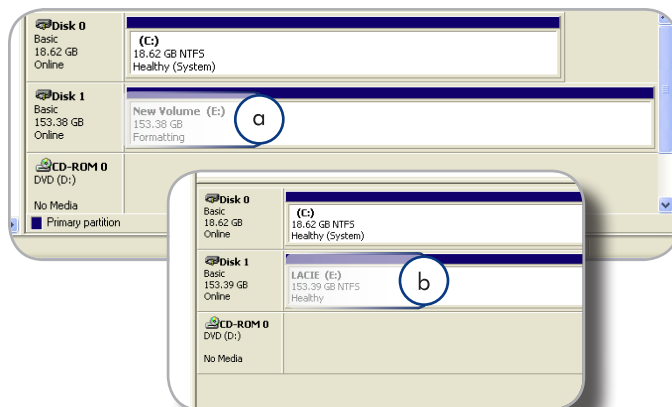 Disk 0
Basic
18.62 GB
Online
(C:)
18.62 GB NTFS
Healthy (System)
Disk 1
Basic
153.38 GB
Online
New Volume (E:)
153.38 GB
Formatting
a
CD-ROM 0
DVD (D:)
No Media
Primary partition
Disk 0
Basic
18.62 GB
Online
(C:)
18.62 GB NTFS
Healthy (System)
Disk 1
Basic
153.39 GB
Online
LACIE (E:)
153.39 GB NTFS
Healthy
b
CD-ROM 0
DVD (D:)
No Media